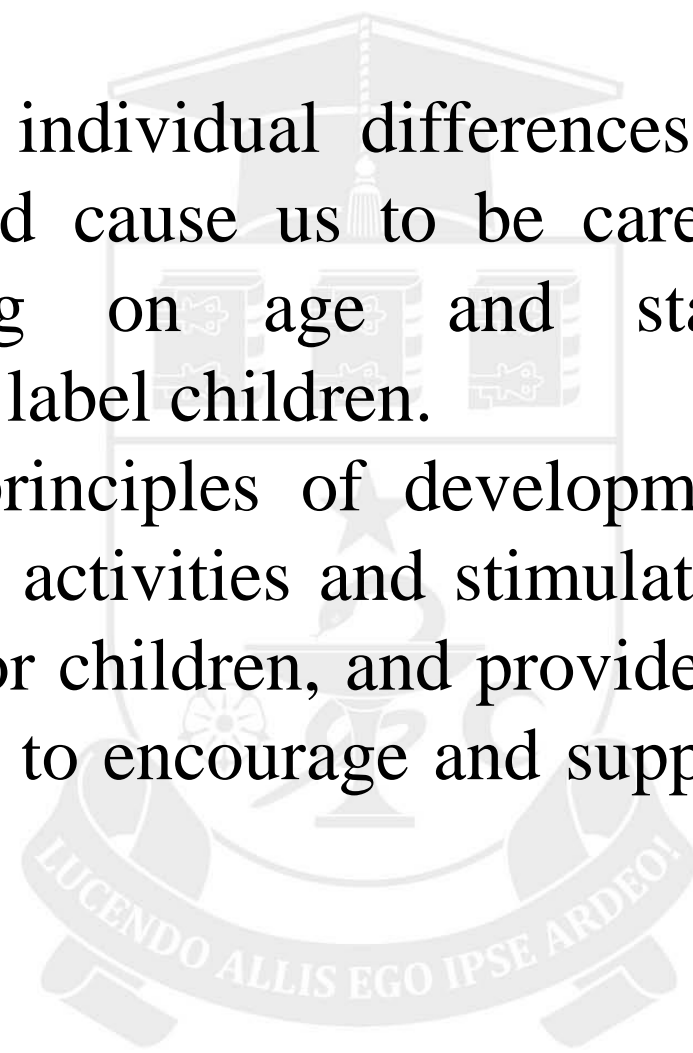 individual differences
d cause us to be care
g on age and sta
label children.
principles of developm
activities and stimulat
or children, and provide
to encourage and supp
LUCENDO ALLIS EGO IPSE ARDEO!